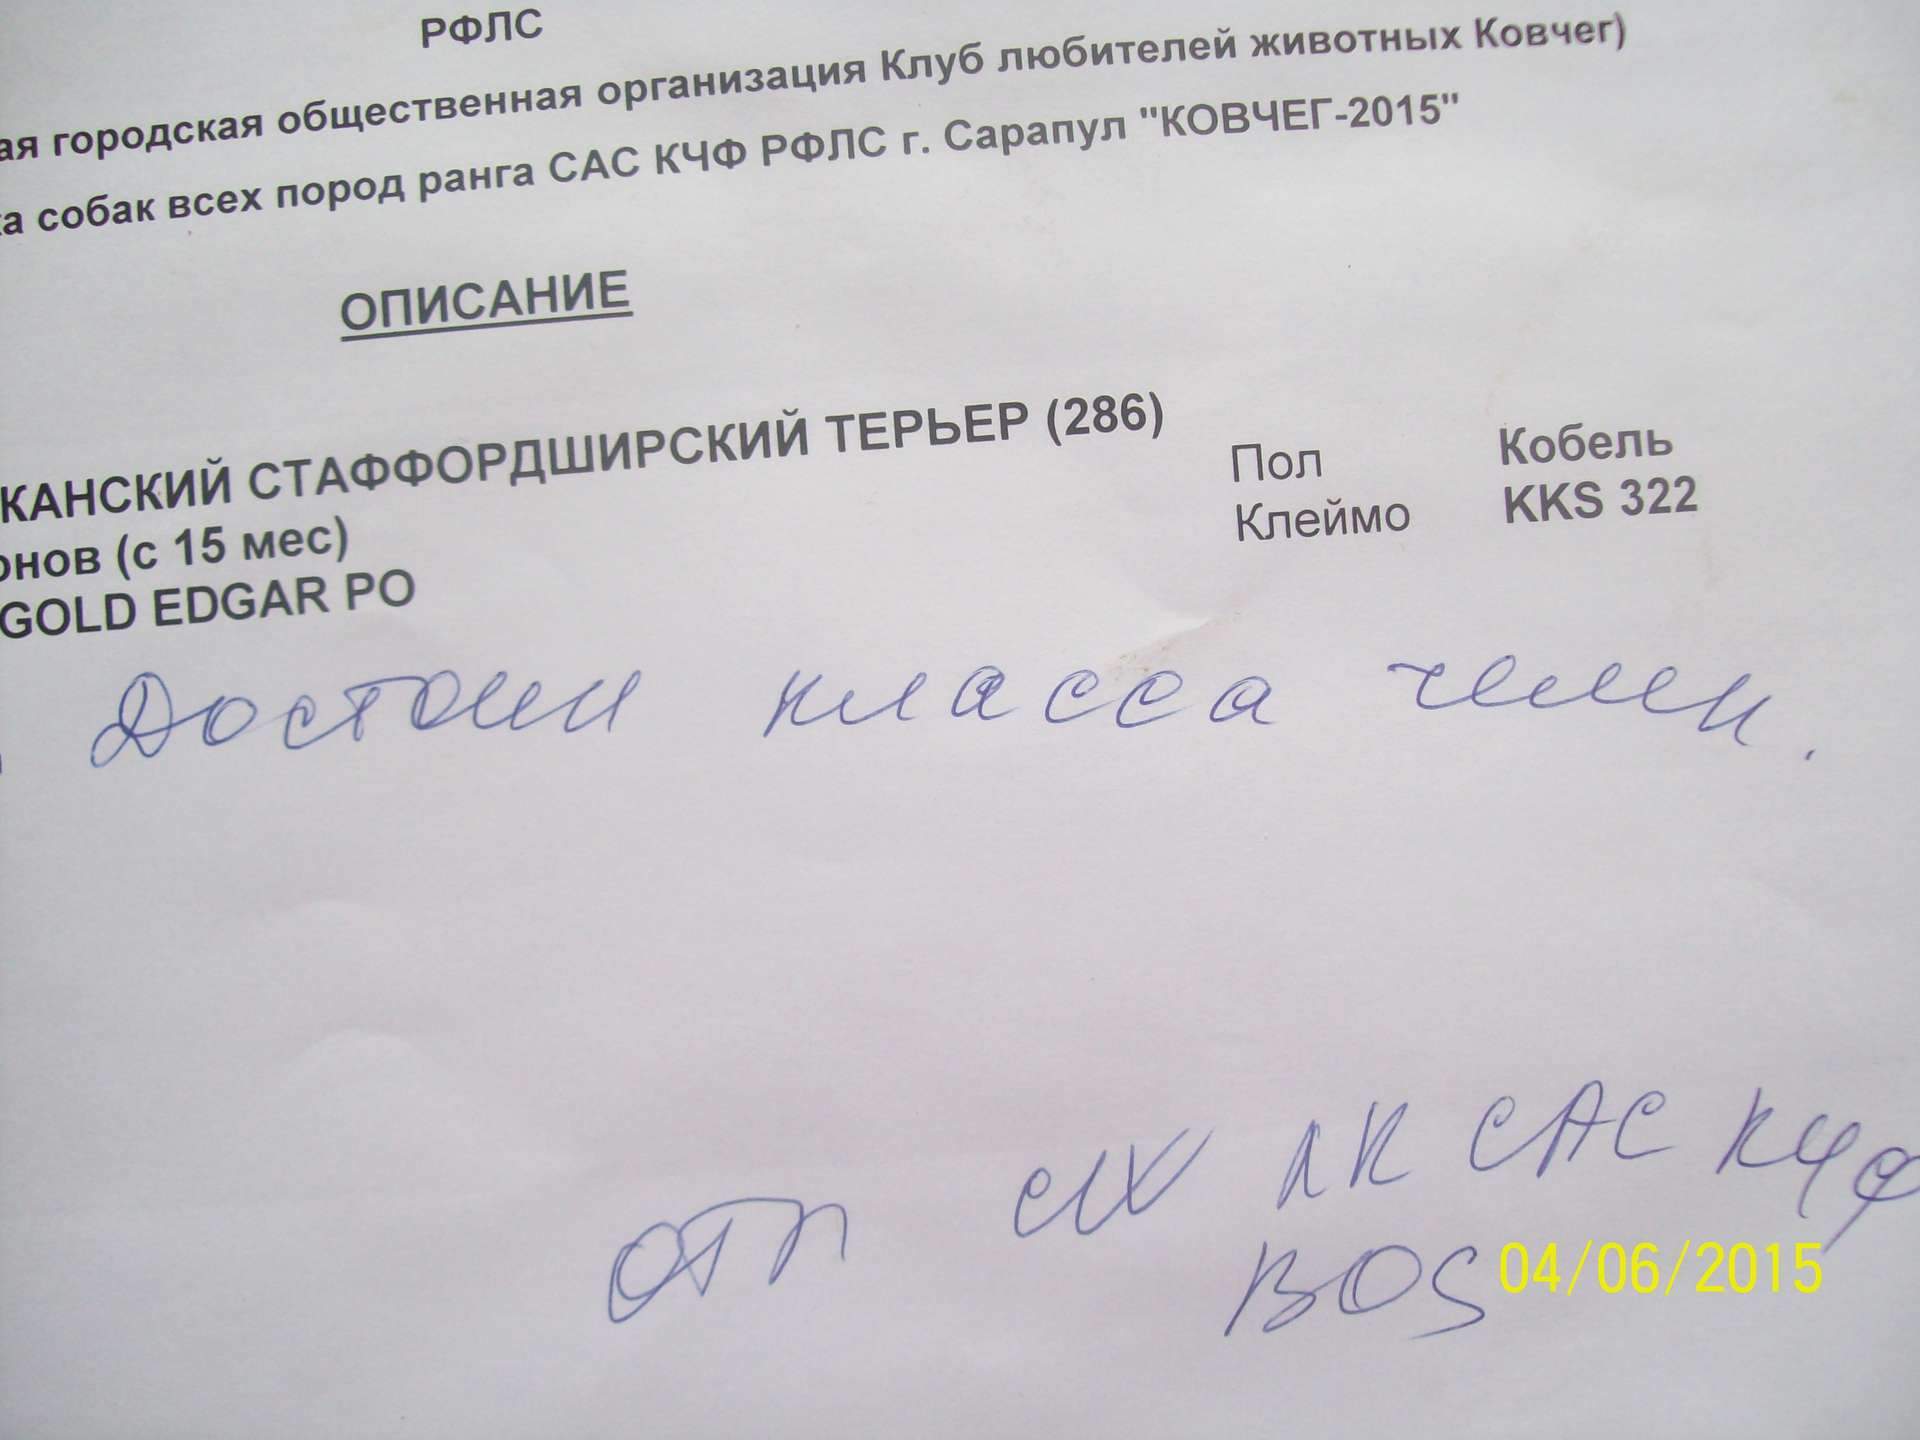 РФЛС
ая городская общественная организация Клуб любителей животных Ковчег)
ка собак всех пород ранга САС КЧФ РФЛС г. Сарапул "КОВЧЕГ-2015"
ОПИСАНИЕ
КАНСКИЙ СТАФФОРДШИРСКИЙ ТЕРЬЕР (286)
Пол Кобель
онов (с 15 мес)
Клеймо KKS 322
GOLD EDGAR PO
Достоин класса чемп.
отл CW ЛК САС КЧФ
BOS
04/06/2015